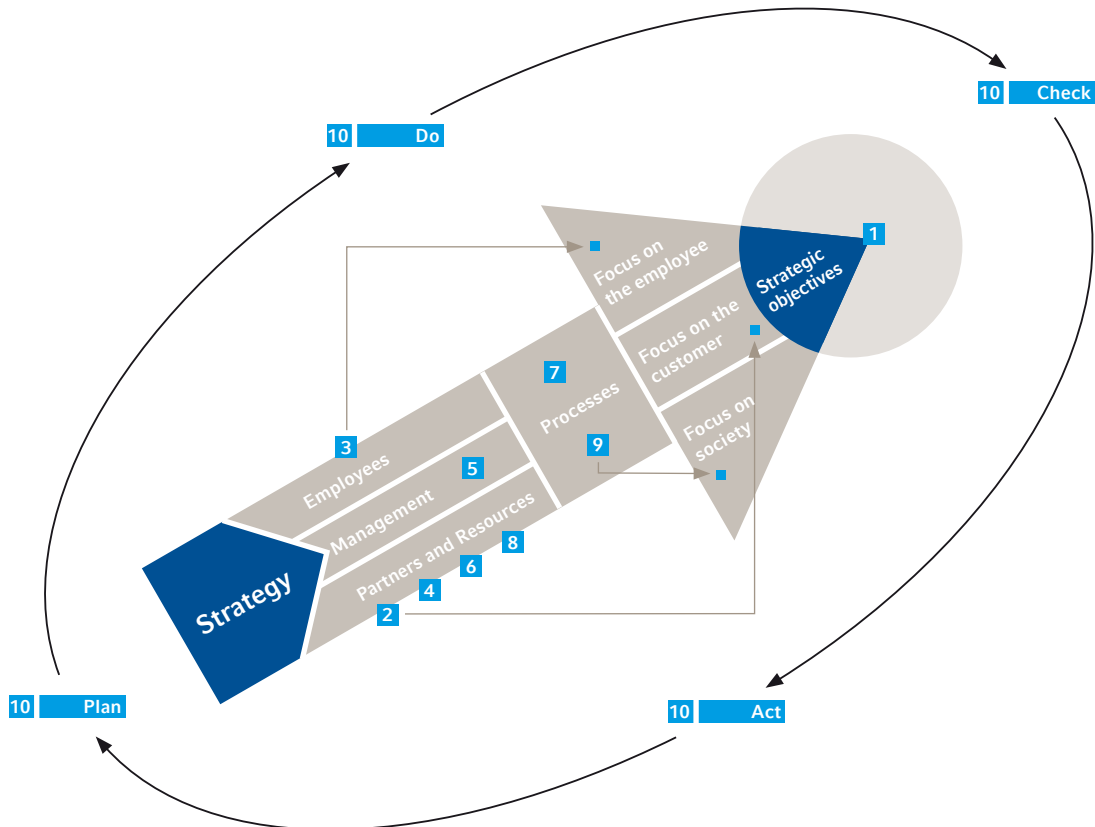 10 Check
10 Do
1
Strategic
objectives
Focus on
the employee
Focus on the
customer
Focus on
society
7
Processes
9
3
Employees
5
Management
Partners and Resources
8
6
4
2
Strategy
10 Plan
10 Act